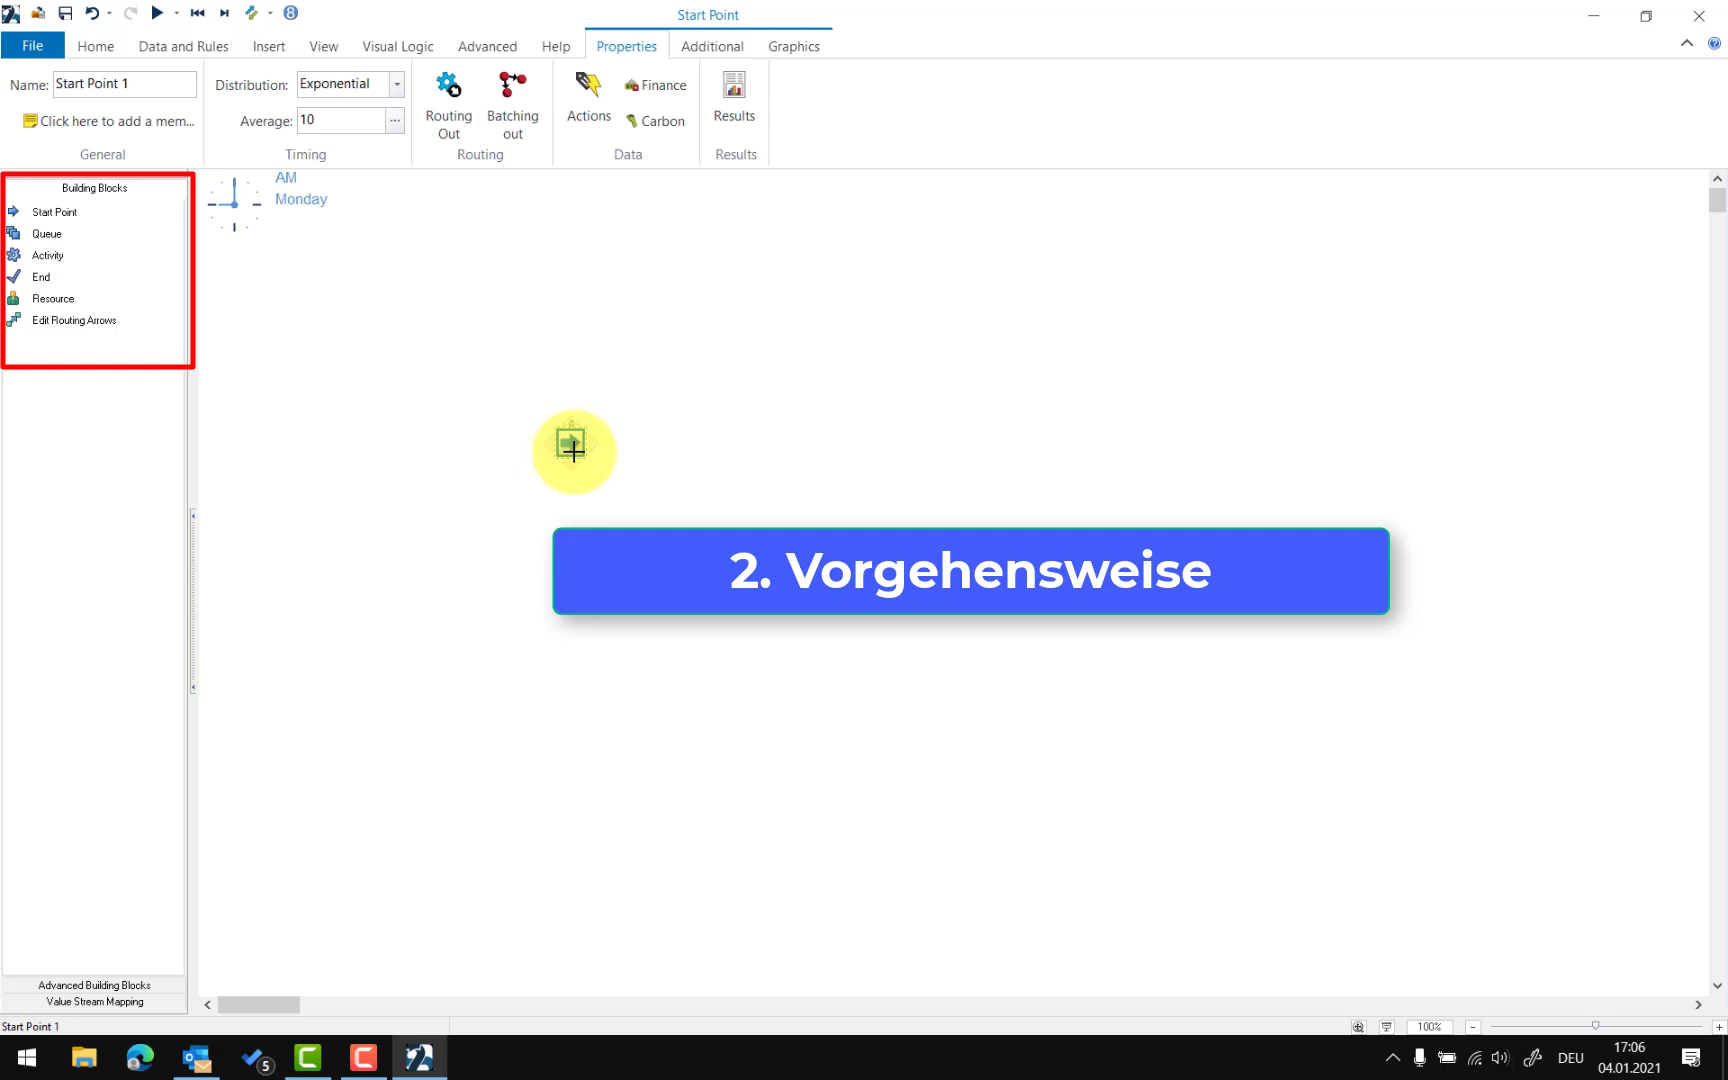 Start Point
File Home Data and Rules Insert View Visual Logic Advanced Help Properties Additional Graphics
Name: Start Point 1
Click here to add a mem...
General
Distribution: Exponential
Average: 10 ...
Timing
Routing Out
Batching out
Routing
Actions
Finance
Carbon
Data
Results
Results
Building Blocks
Start Point
Queue
Activity
End
Resource
Edit Routing Arrows
AM
Monday
2. Vorgehensweise
Advanced Building Blocks
Value Stream Mapping
Start Point 1
100%
5
DEU
17:06
04.01.2021